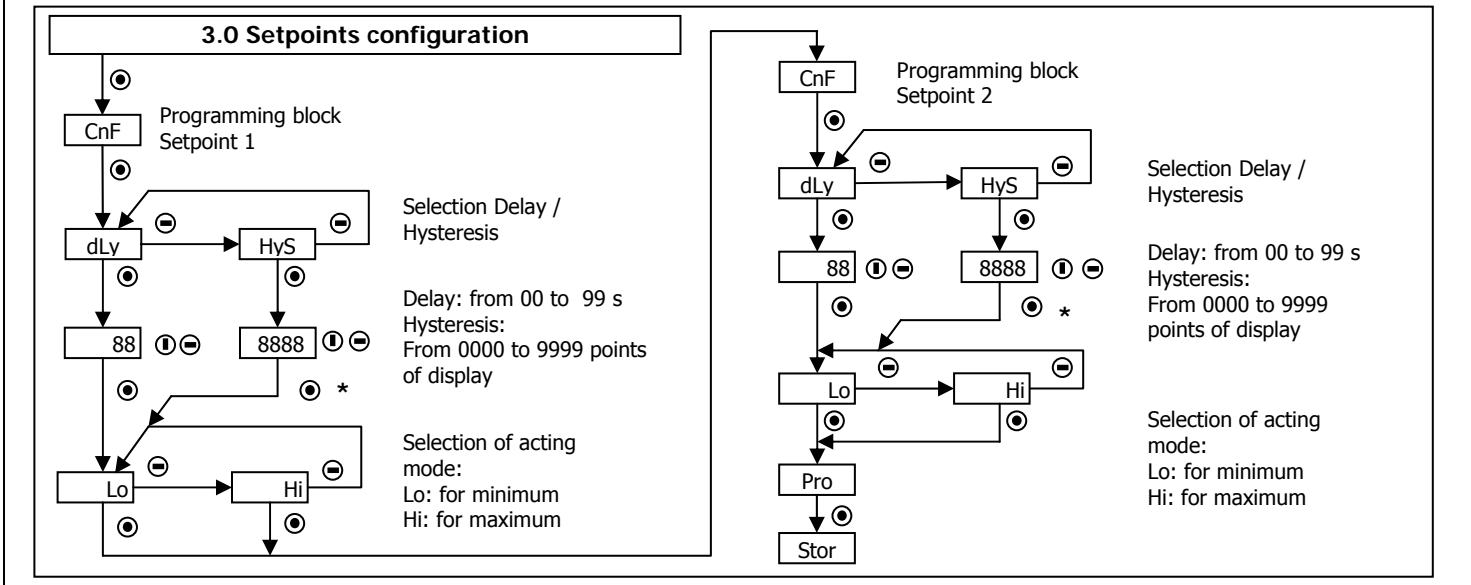 3.0 Setpoints configuration
CnF
Programming block
Setpoint 1
dLy
HyS
Selection Delay /
Hysteresis
88
8888
Delay: from 00 to 99 s
Hysteresis:
From 0000 to 9999 points
of display
*
Lo
Hi
Selection of acting
mode:
Lo: for minimum
Hi: for maximum
CnF
Programming block
Setpoint 2
dLy
HyS
Selection Delay /
Hysteresis
88
8888
Delay: from 00 to 99 s
Hysteresis:
From 0000 to 9999
points of display
*
Lo
Hi
Selection of acting
mode:
Lo: for minimum
Hi: for maximum
Pro
Stor